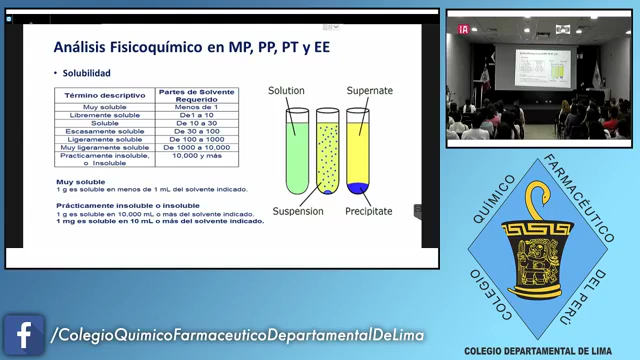 Análisis Fisicoquímico en MP, PP, PT y EE
• Solubilidad
Término descriptivo
Partes de Solvente Requerido
Muy soluble
Menos de 1
Libremente soluble
De1 a 10
Soluble
De 10 a 30
Escasamente soluble
De 30 a 100
Ligeramente soluble
De 100 a 1000
Muy ligeramente soluble
De 1000 a 10,000
Practicamente insoluble, o Insoluble
10,000 y más
Muy soluble
1 g es soluble en menos de 1 mL del solvente indicado.
Prácticamente insoluble o insoluble
1 g es soluble en 10,000 mL o más del solvente indicado.
1 mg es soluble en 10 mL o más del solvente indicado.
Solution
Supernate
Suspension
Precipitate
COLEGIO QUÍMICO FARMACÉUTICO DEL PERÚ
COLEGIO DEPARTAMENTAL DE LIMA
f /ColegioQuimicoFarmaceuticoDepartamentalDeLima